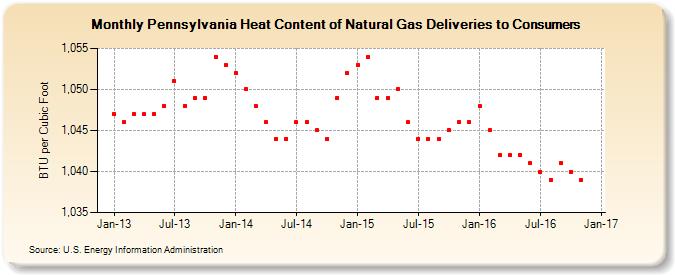 Monthly Pennsylvania Heat Content of Natural Gas Deliveries to Consumers
BTU per Cubic Foot
1,055
1,050
1,045
1,040
1,035
Jan-13 Jul-13 Jan-14 Jul-14 Jan-15 Jul-15 Jan-16 Jul-16 Jan-17
Source: U.S. Energy Information Administration